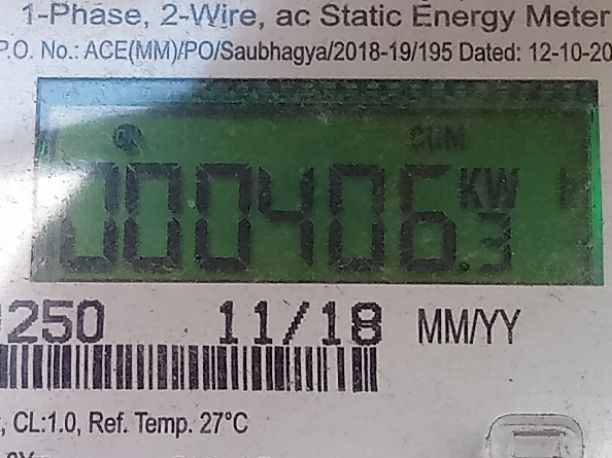 1-Phase, 2-Wire, ac Static Energy Meter
P.O. No.: ACE(MM)/PO/Saubhagya/2018-19/195 Dated: 12-10-20
CUM
000406.3 KW
250 11/18 MM/YY
, CL:1.0, Ref. Temp. 27°C